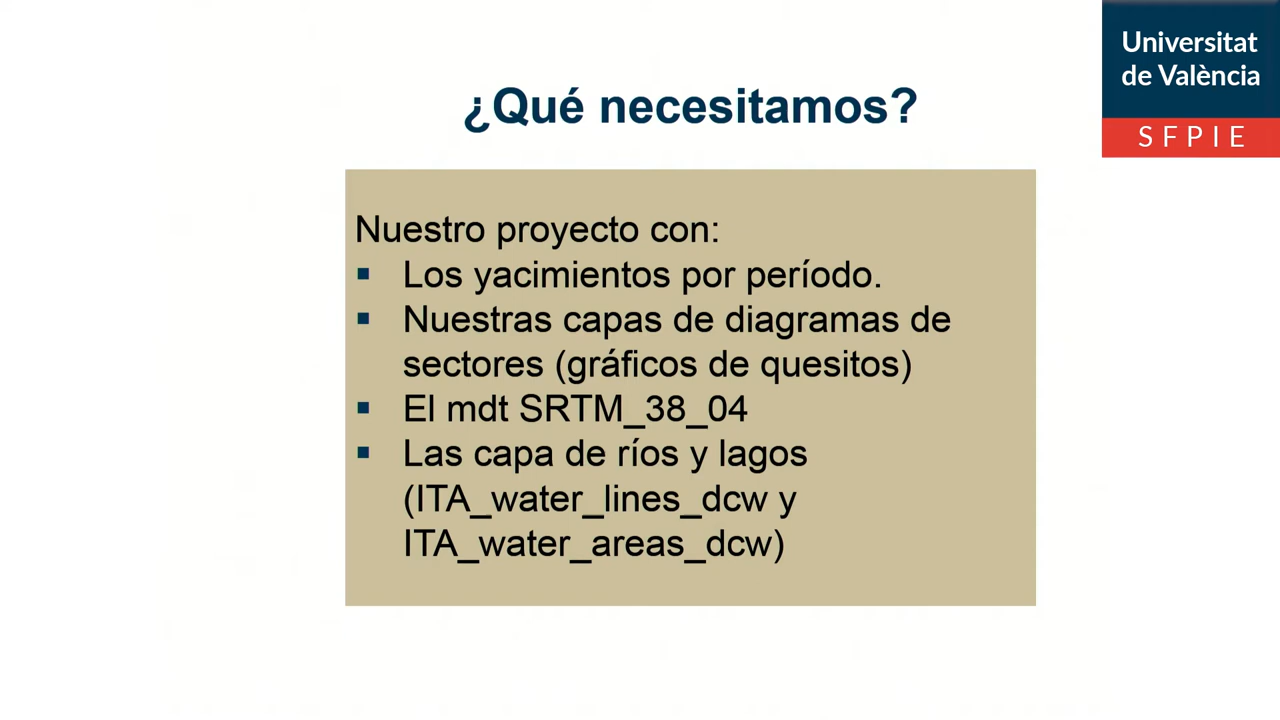 Universitat
de València
SFPIE
¿Qué necesitamos?
Nuestro proyecto con:
▪ Los yacimientos por período.
▪ Nuestras capas de diagramas de
sectores (gráficos de quesitos)
▪ El mdt SRTM_38_04
▪ Las capa de ríos y lagos
(ITA_water_lines_dcw y
ITA_water_areas_dcw)